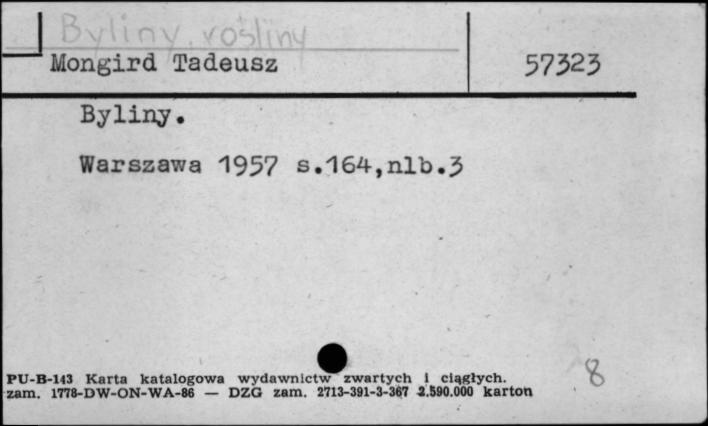 Byliny, rośliny
Mongird Tadeusz 57323
Byliny.
Warszawa 1957 s.164,nlb.3
8
PU-B-143 Karta katalogowa wydawnictw zwartych i ciągłych.
zam. 1778-DW-ON-WA-86 — DZG zam. 2713-391-3-367 2.590.000 karton